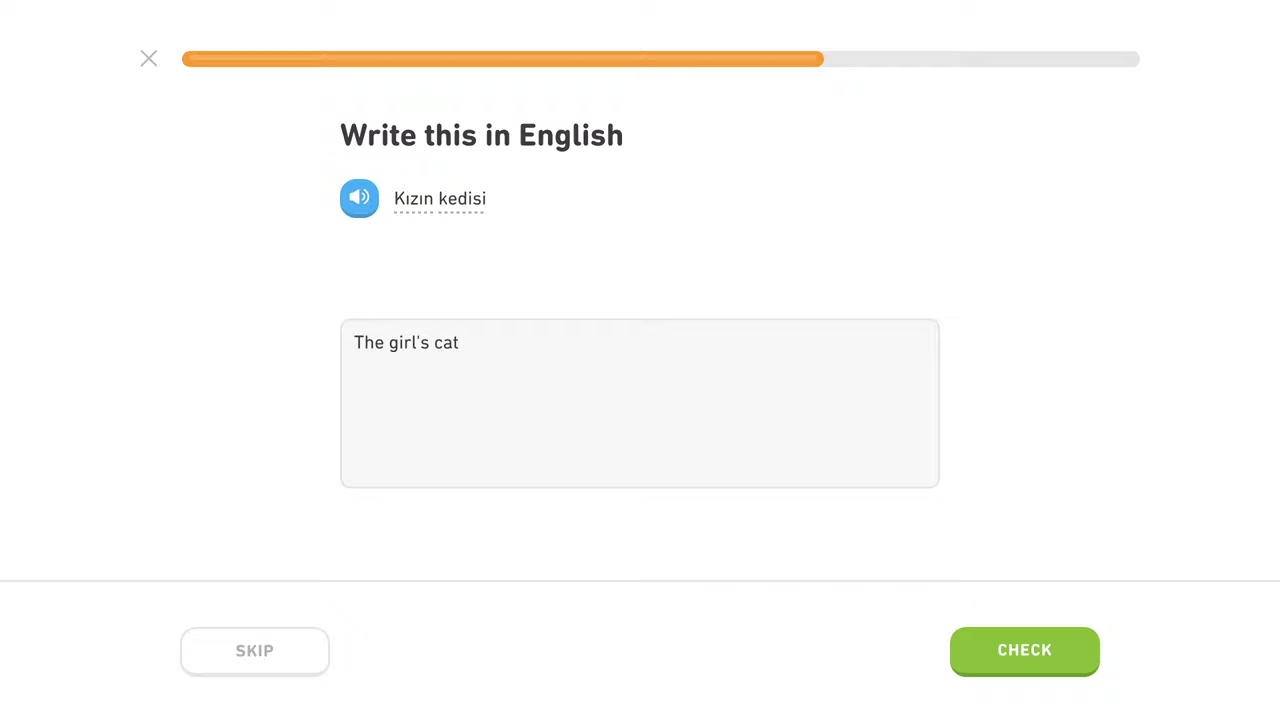 Write this in English
Kızın kedisi
The girl's cat
SKIP
CHECK